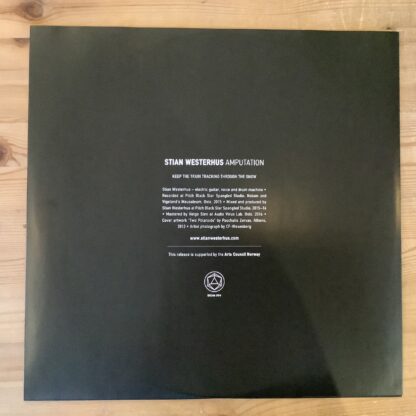 STIAN WESTERHUS AMPUTATION
KEEP THE TRAIN TRACKING THROUGH THE SNOW
Stian Westerhus – electric guitar, voice and drum machine •
Recorded at Pitch Black Star Spangled Studio, Notam and
Vigeland's Mausoleum, Oslo, 2015 • Mixed and produced by
Stian Westerhus at Pitch Black Star Spangled Studio, 2015–16
• Mastered by Helge Sten at Audio Virus Lab, Oslo, 2016 •
Cover artwork "Two Polaroids" by Paschalis Zervas, Athens,
2013 • Artist photograph by CF-Wesenberg
www.stianwesterhus.com
This release is supported by the Arts Council Norway